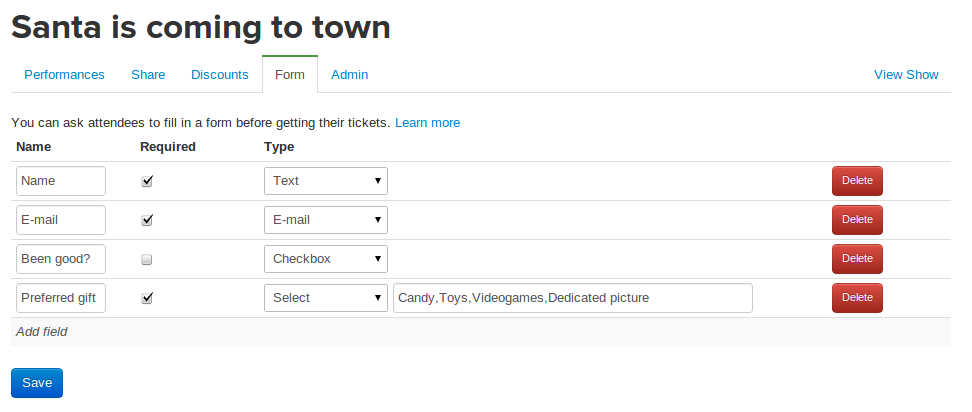 Santa is coming to town
Performances Share Discounts Form Admin View Show
You can ask attendees to fill in a form before getting their tickets. Learn more
Name Required Type
Name Text Delete
E-mail E-mail Delete
Been good? Checkbox Delete
Preferred gift Select Candy,Toys,Videogames,Dedicated picture Delete
Add field
Save